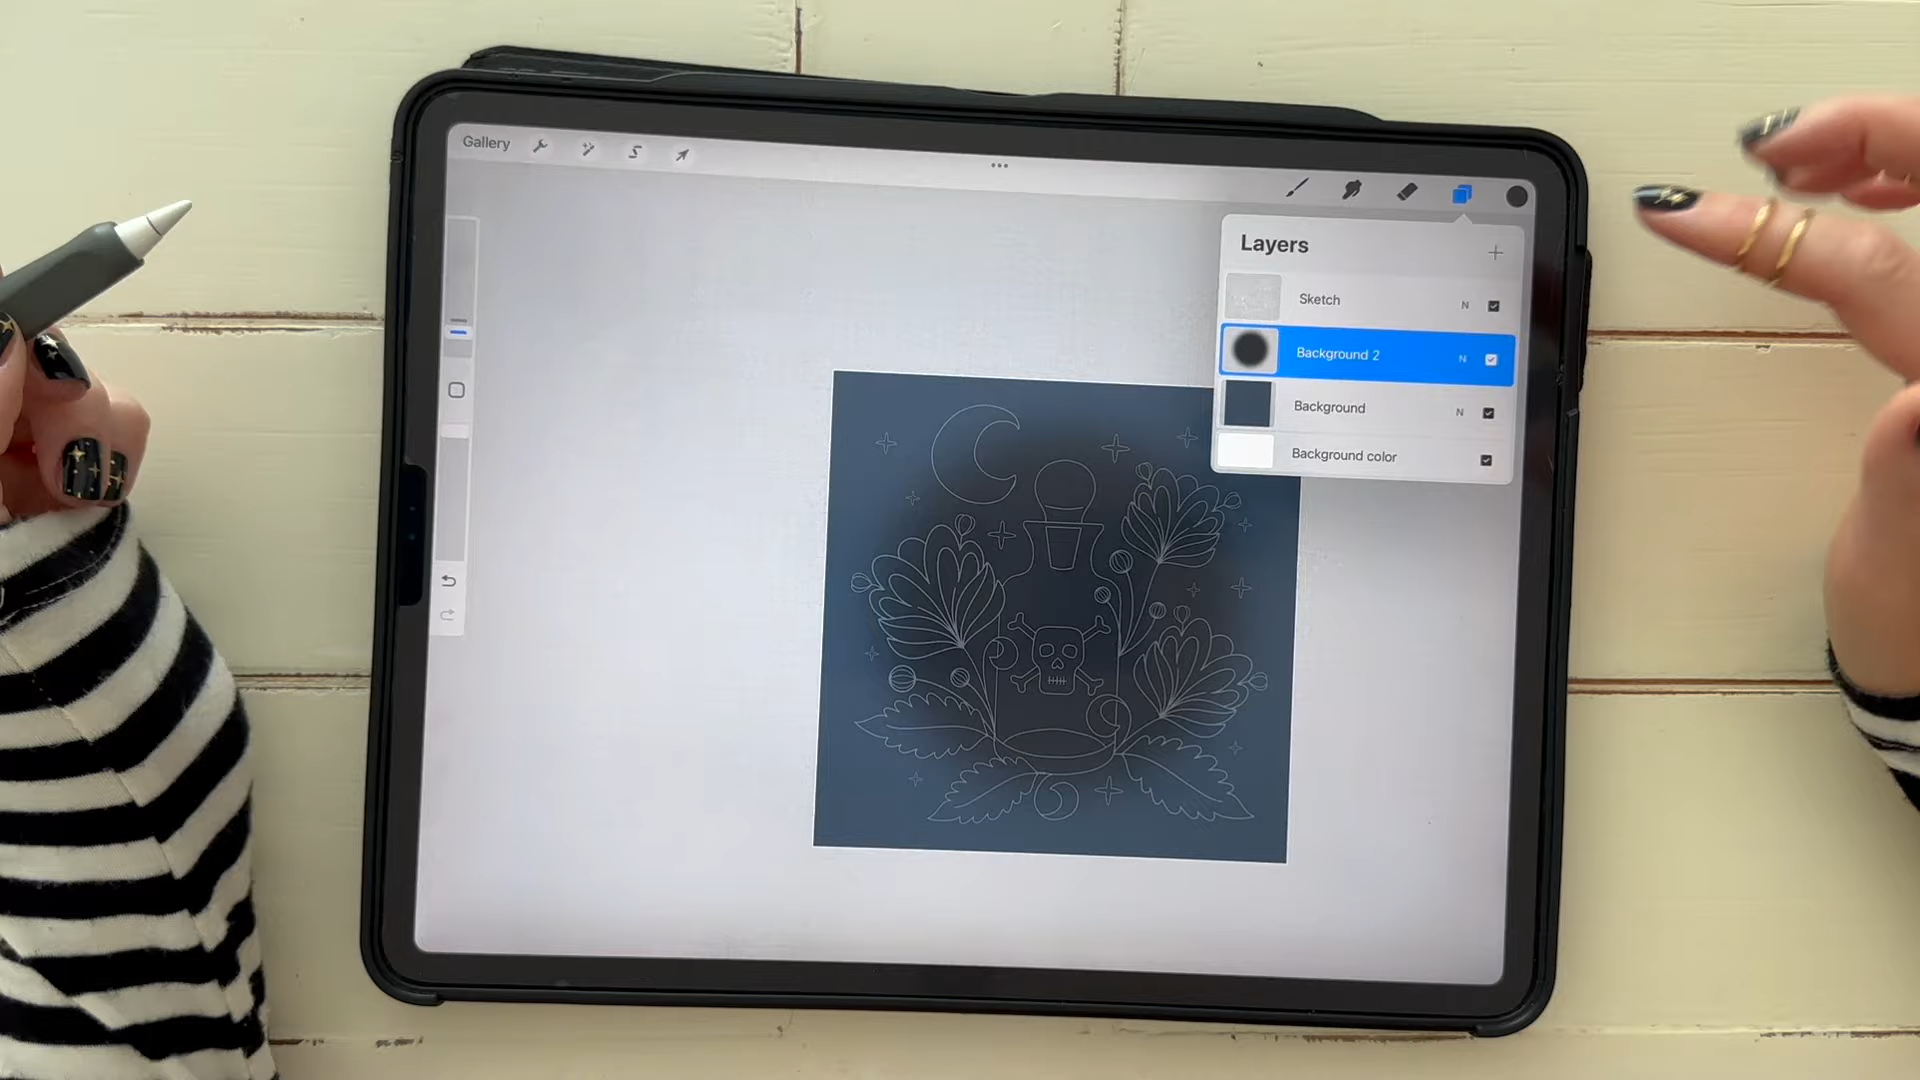 Gallery
Layers
Sketch N
Background 2 N
Background N
Background color